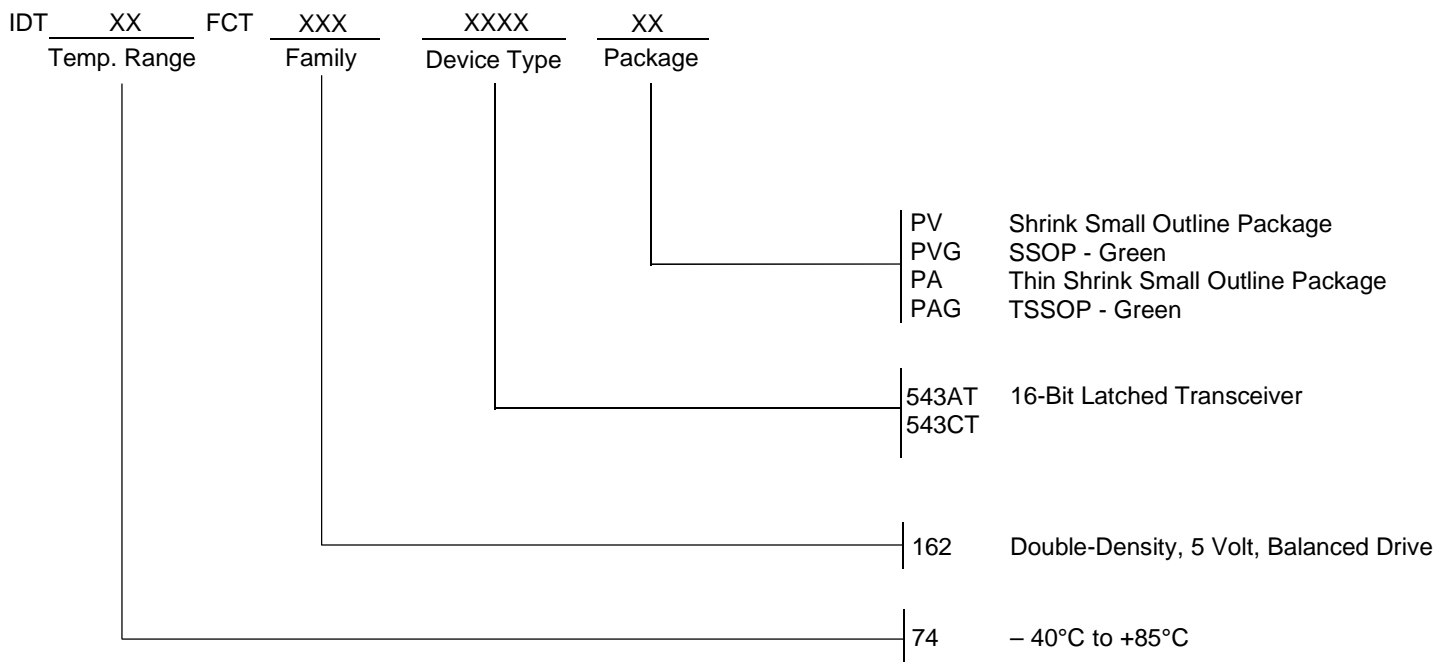 IDT XX FCT XXX XXXX XX
Temp. Range Family Device Type Package
PV Shrink Small Outline Package
PVG SSOP - Green
PA Thin Shrink Small Outline Package
PAG TSSOP - Green
543AT 16-Bit Latched Transceiver
543CT
162 Double-Density, 5 Volt, Balanced Drive
74 – 40°C to +85°C